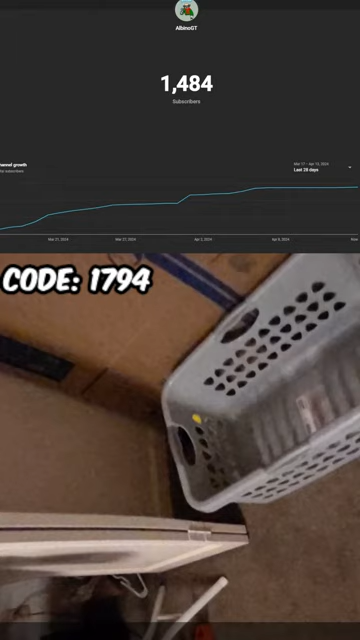 AlbinoGT
1,484
Subscribers
Channel growth
Mar 17 – Apr 13, 2024
Last 28 days
Mar 21, 2024
Mar 27, 2024
Apr 2, 2024
Apr 8, 2024
Now
CODE: 1794